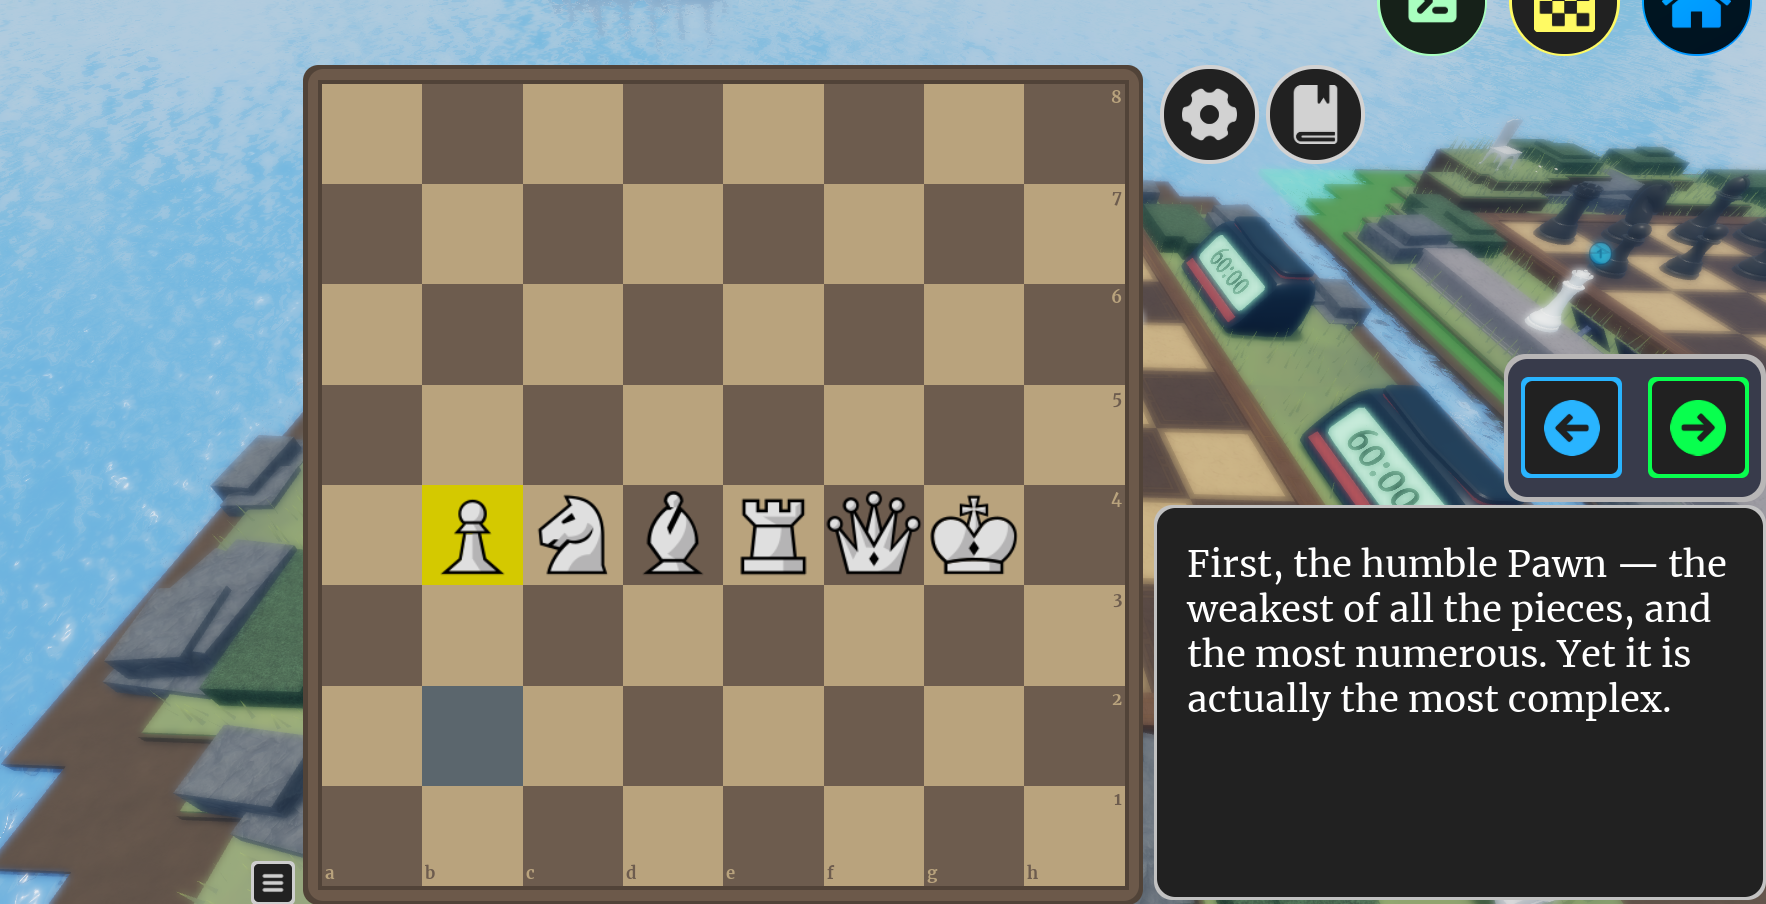 8
7
6
5
4
3
2
1
a b c d e f g h
60:00
60:00
First, the humble Pawn — the
weakest of all the pieces, and
the most numerous. Yet it is
actually the most complex.